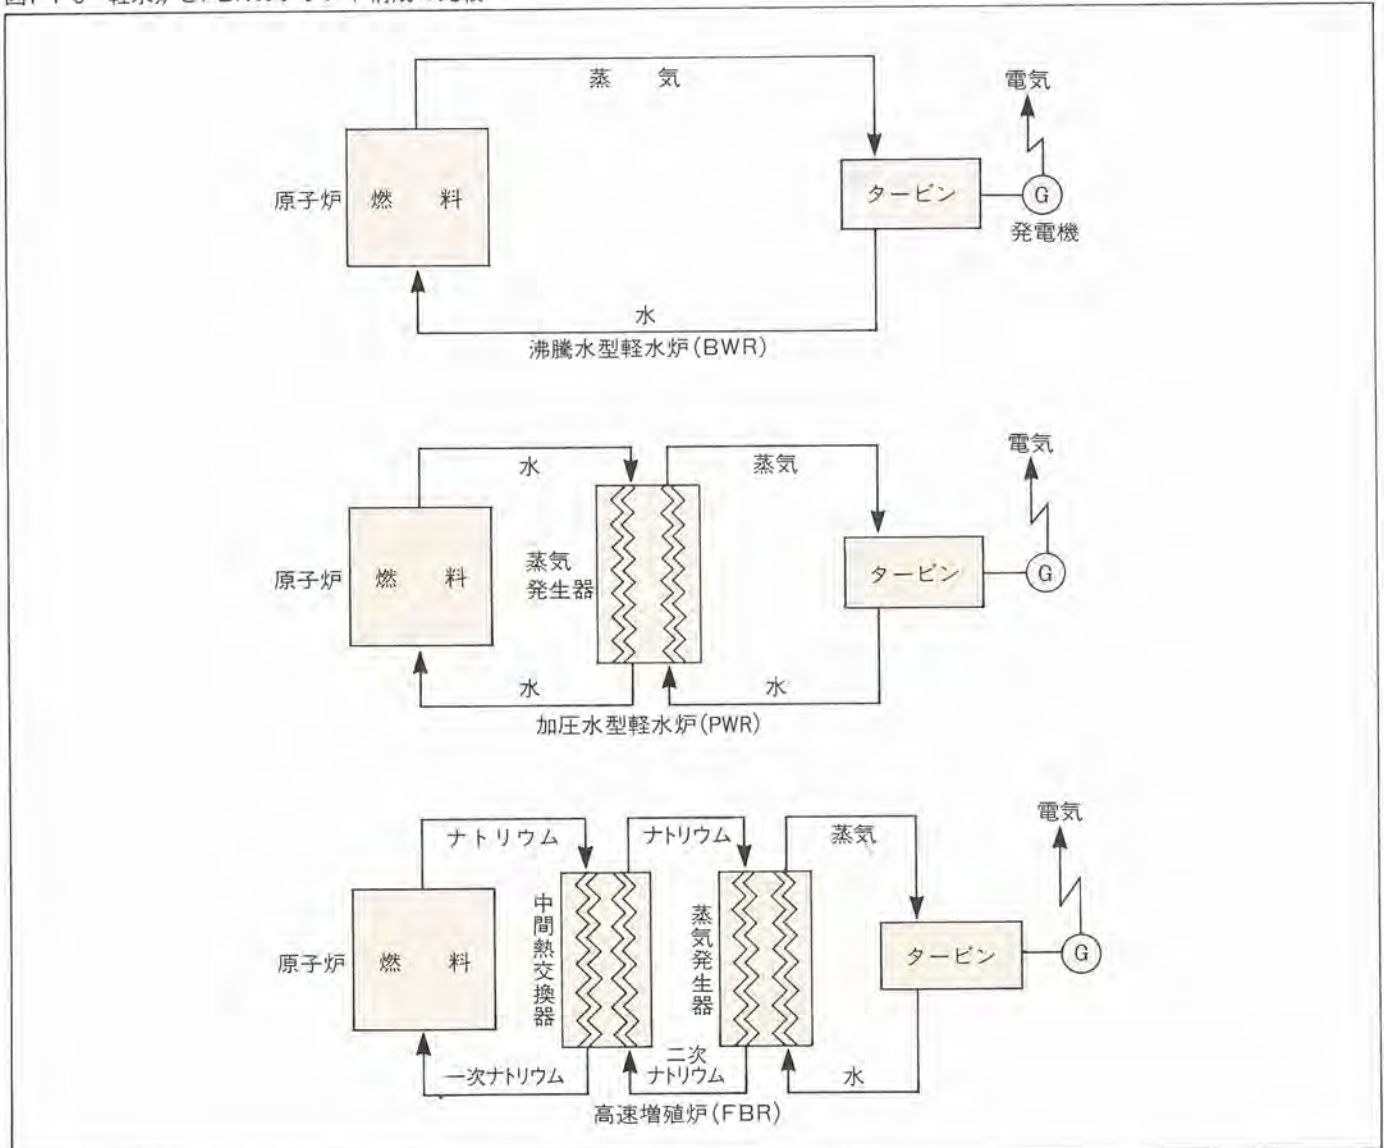 蒸 気
電気
原子炉
燃 料
タービン
G
発電機
水
沸騰水型軽水炉(BWR)
電気
水
蒸気
原子炉
燃 料
蒸気
発生器
タービン
G
水
水
加圧水型軽水炉(PWR)
電気
ナトリウム
ナトリウム
蒸気
原子炉
燃 料
中間熱交換器
蒸気発生器
タービン
G
一次ナトリウム
二次
ナトリウム
水
高速増殖炉(FBR)